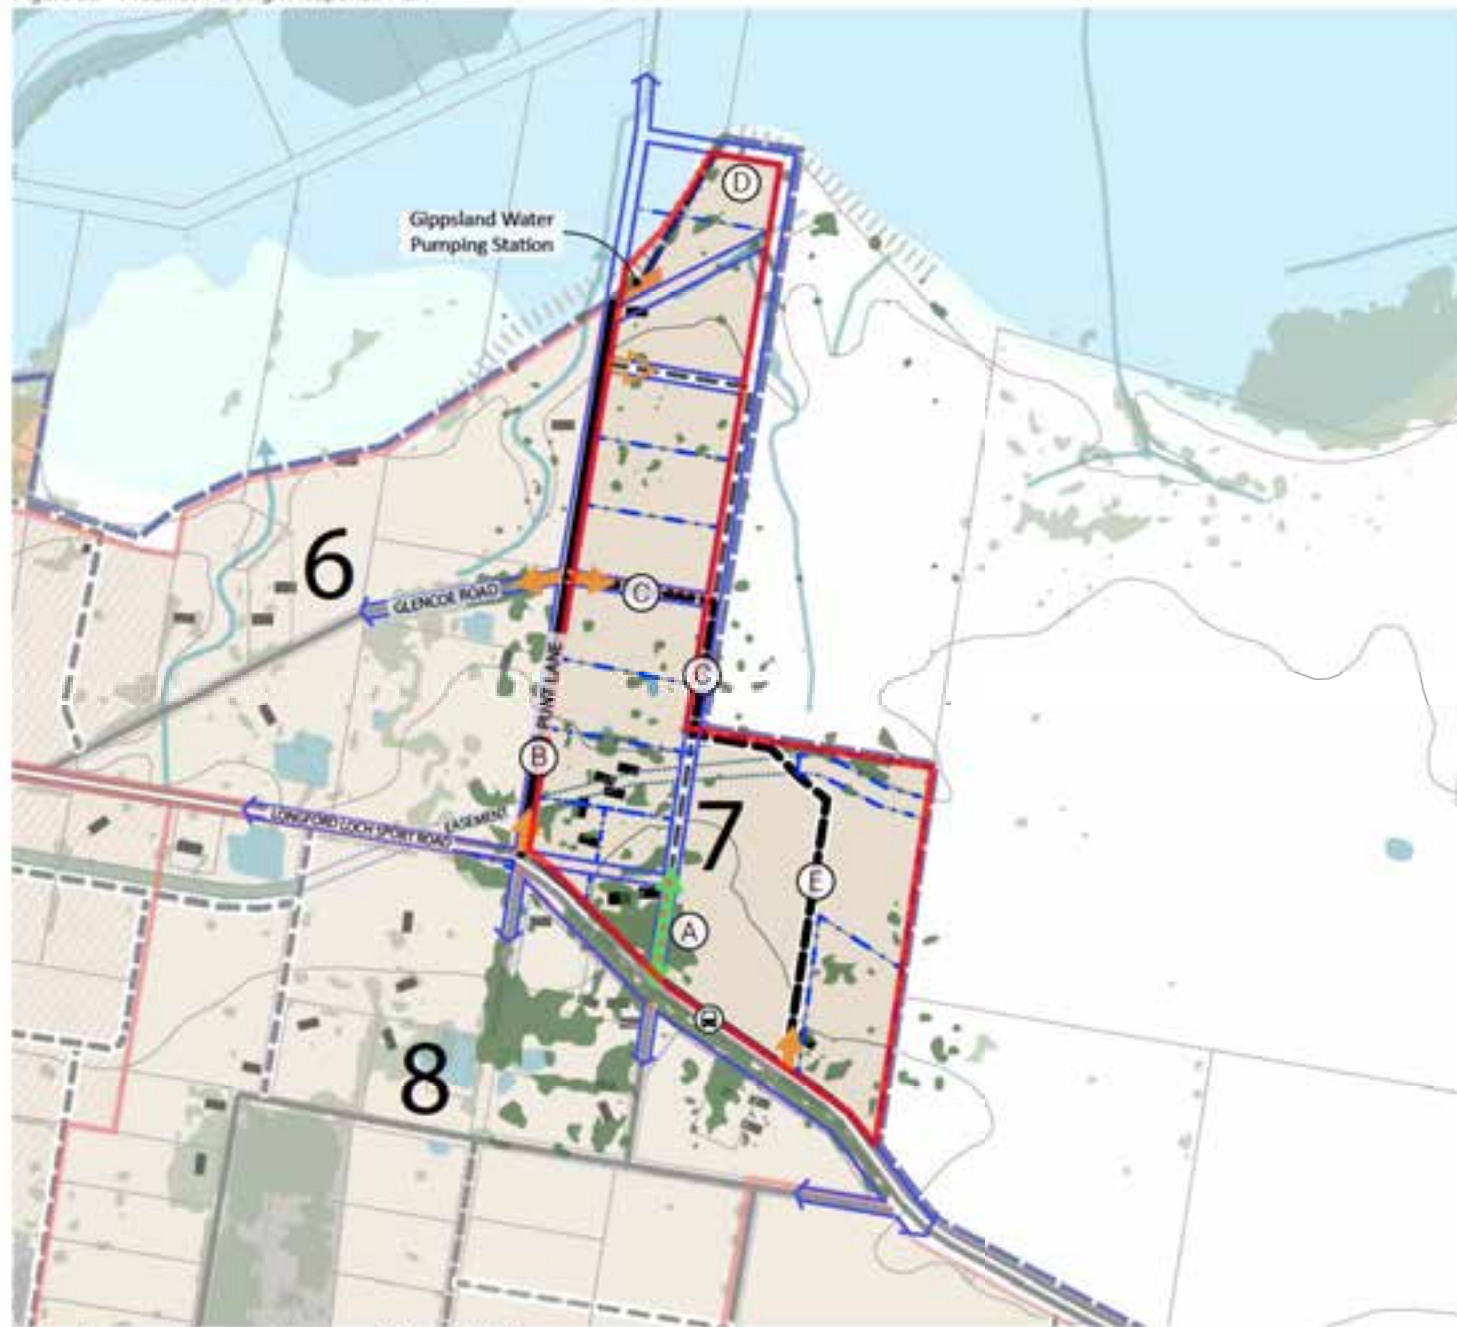 Gippsland Water
Pumping Station
D
6
GLENCOE ROAD
C
C
PUNT LANE
B
7
EASEMENT
LONGFORD LOCH SPORT ROAD
E
A
8